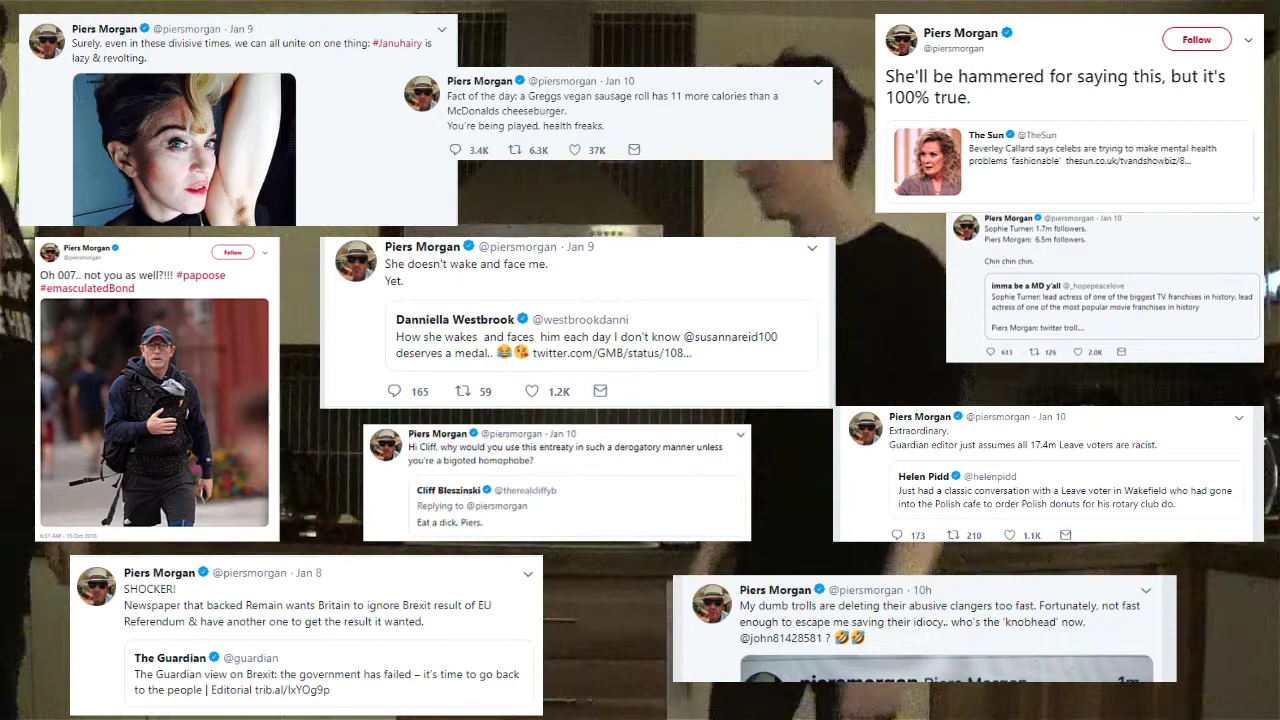 Piers Morgan @piersmorgan · Jan 9
Surely, even in these divisive times, we can all unite on one thing: #Januhairy is
lazy & revolting.
Piers Morgan @piersmorgan · Jan 10
Fact of the day: a Greggs vegan sausage roll has 11 more calories than a
McDonalds cheeseburger.
You're being played, health freaks.
3.4K 6.3K 37K
Piers Morgan
@piersmorgan
Follow
She'll be hammered for saying this, but it's
100% true.
The Sun @TheSun
Beverley Callard says celebs are trying to make mental health
problems 'fashionable' thesun.co.uk/tvandshowbiz/8...
Piers Morgan @piersmorgan · Jan 10
Sophie Turner: 1.7m followers.
Piers Morgan: 6.5m followers.
Chin chin chin.
imma be a MD y'all @_hopepeacelove
Sophie Turner: lead actress of one of the biggest TV franchises in history, lead
actress of one of the most popular movie franchises in history
Piers Morgan: twitter troll....
613 126 2.0K
Piers Morgan
@piersmorgan
Follow
Oh 007.. not you as well?!!! #papoose
#emasculatedBond
6:51 AM - 15 Oct 2018
Piers Morgan @piersmorgan · Jan 9
She doesn't wake and face me.
Yet.
Danniella Westbrook @westbrookdanni
How she wakes and faces him each day I don't know @susannareid100
deserves a medal.. 😂😘 twitter.com/GMB/status/108...
165 59 1.2K
Piers Morgan @piersmorgan · Jan 10
Hi Cliff, why would you use this entreaty in such a derogatory manner unless
you're a bigoted homophobe?
Cliff Bleszinski @therealcliffyb
Replying to @piersmorgan
Eat a dick, Piers.
Piers Morgan @piersmorgan · Jan 10
Extraordinary.
Guardian editor just assumes all 17.4m Leave voters are racist.
Helen Pidd @helenpidd
Just had a classic conversation with a Leave voter in Wakefield who had gone
into the Polish cafe to order Polish donuts for his rotary club do.
173 210 1.1K
Piers Morgan @piersmorgan · Jan 8
SHOCKER!
Newspaper that backed Remain wants Britain to ignore Brexit result of EU
Referendum & have another one to get the result it wanted.
The Guardian @guardian
The Guardian view on Brexit: the government has failed – it's time to go back
to the people | Editorial trib.al/IxYOg9p
Piers Morgan @piersmorgan · 10h
My dumb trolls are deleting their abusive clangers too fast. Fortunately, not fast
enough to escape me saving their idiocy.. who's the 'knobhead' now,
@john81428581 ? 🤣🤣
piersmorgan Piers Morgan 1m